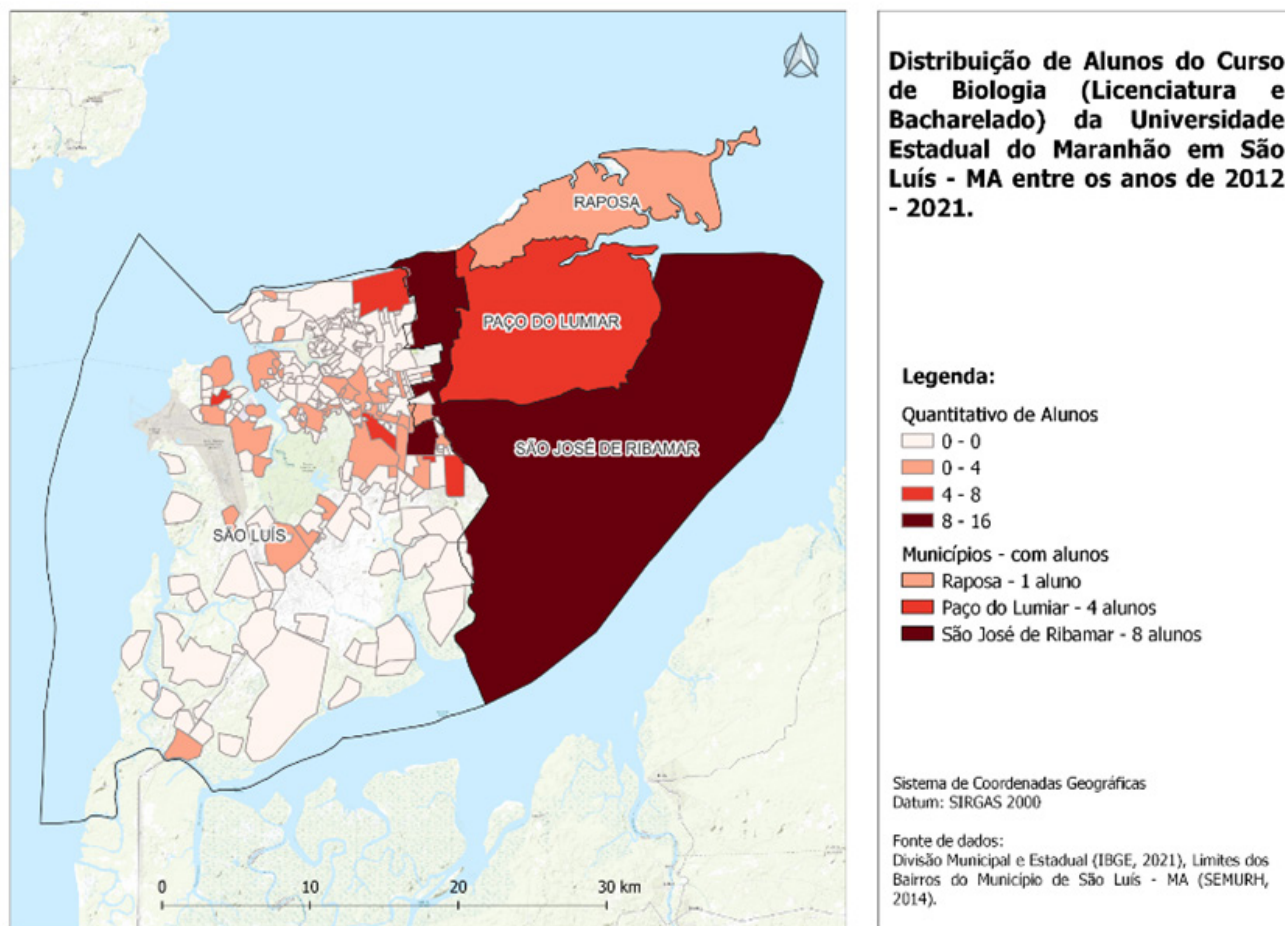 Distribuição de Alunos do Curso
de Biologia (Licenciatura e
Bacharelado) da Universidade
Estadual do Maranhão em São
Luís - MA entre os anos de 2012
- 2021.
RAPOSA
PAÇO DO LUMIAR
SÃO JOSÉ DE RIBAMAR
SÃO LUÍS
0 10 20 30 km
Legenda:
Quantitativo de Alunos
0 - 0
0 - 4
4 - 8
8 - 16
Municípios - com alunos
Raposa - 1 aluno
Paço do Lumiar - 4 alunos
São José de Ribamar - 8 alunos
Sistema de Coordenadas Geográficas
Datum: SIRGAS 2000
Fonte de dados:
Divisão Municipal e Estadual (IBGE, 2021), Limites dos
Bairros do Município de São Luís - MA (SEMURH,
2014).